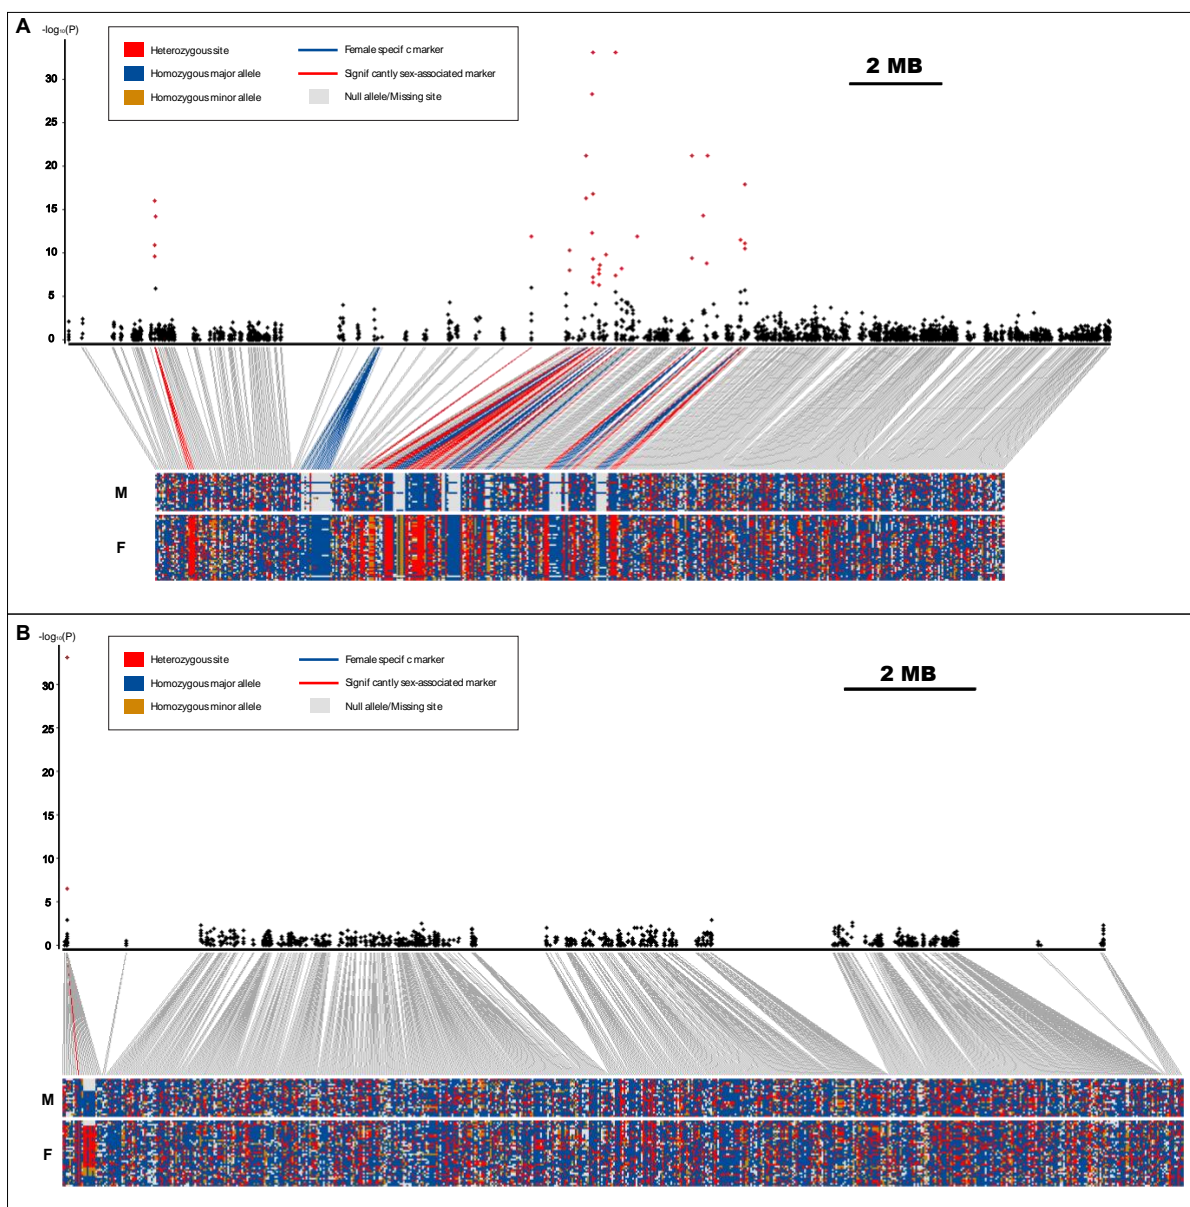 A -log₁₀(P)
Heterozygous site
Female specif c marker
Homozygous major allele
Signif cantly sex-associated marker
Homozygous minor allele
Null allele/Missing site
2 MB
30
25
20
15
10
5
0
M
F
B -log₁₀(P)
Heterozygous site
Female specif c marker
Homozygous major allele
Signif cantly sex-associated marker
Homozygous minor allele
Null allele/Missing site
2 MB
30
25
20
15
10
5
0
M
F